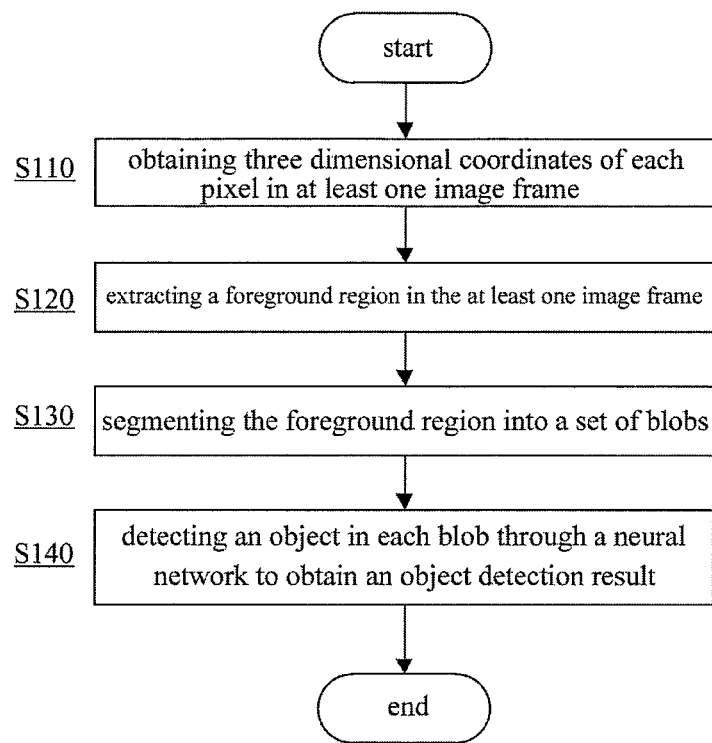 start
S110
obtaining three dimensional coordinates of each
pixel in at least one image frame
S120
extracting a foreground region in the at least one image frame
S130
segmenting the foreground region into a set of blobs
S140
detecting an object in each blob through a neural
network to obtain an object detection result
end